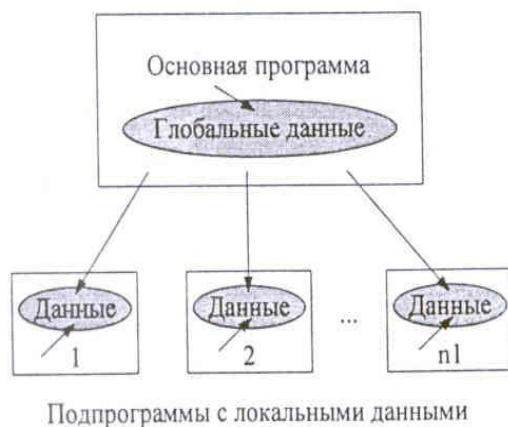 Основная программа
Глобальные данные
Данные
Данные
Данные
1
2
...
n1
Подпрограммы с локальными данными